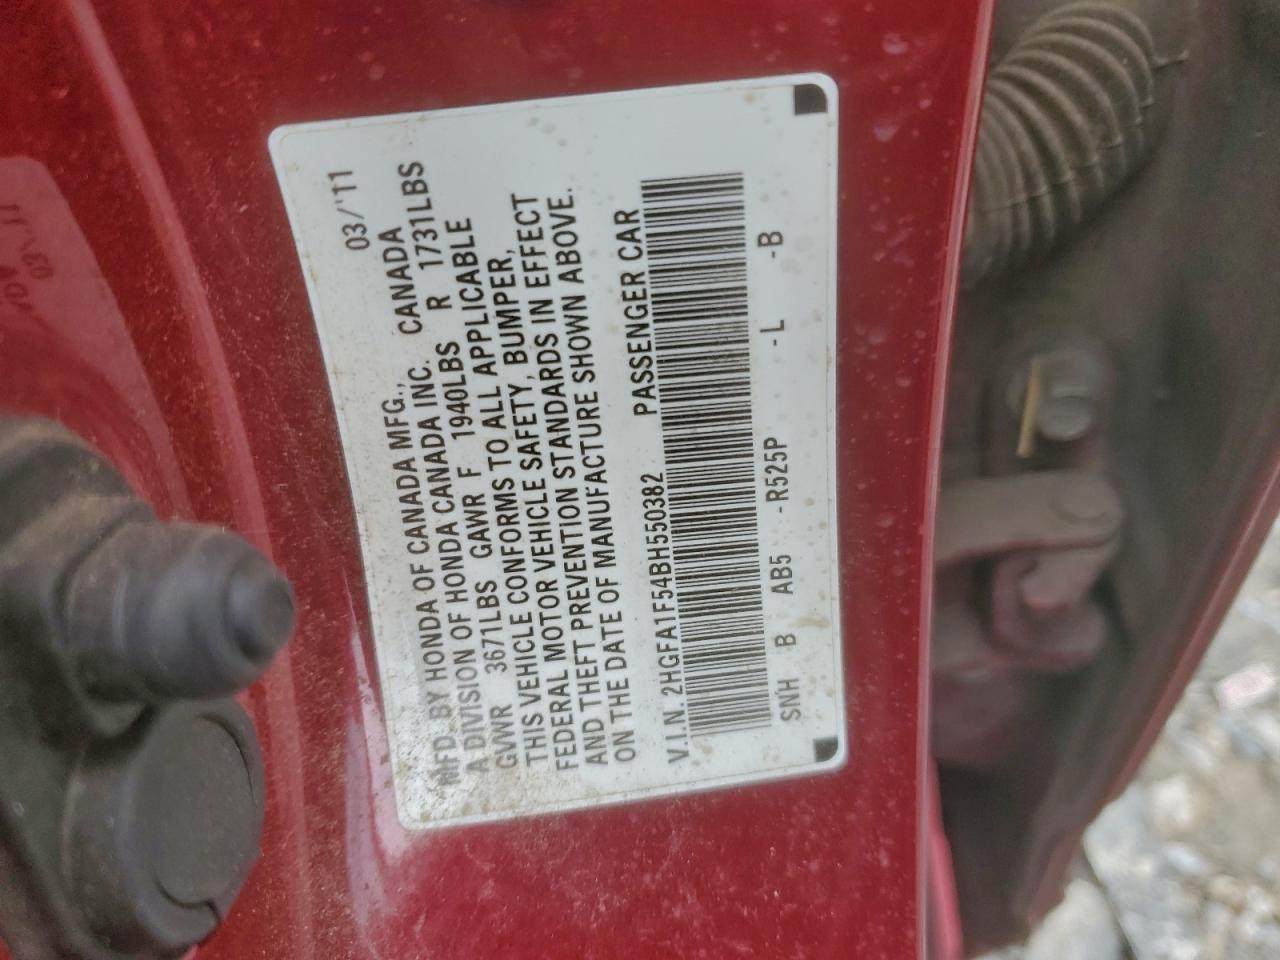 03/'11
MFD. BY HONDA OF CANADA MFG.,
A DIVISION OF HONDA CANADA INC. CANADA
GVWR 3671LBS GAWR F 1940LBS R 1731LBS
THIS VEHICLE CONFORMS TO ALL APPLICABLE
FEDERAL MOTOR VEHICLE SAFETY, BUMPER,
AND THEFT PREVENTION STANDARDS IN EFFECT
ON THE DATE OF MANUFACTURE SHOWN ABOVE.
V.I.N. 2HGFA1F54BH550382 PASSENGER CAR
SNH B AB5 -R525P -L -B